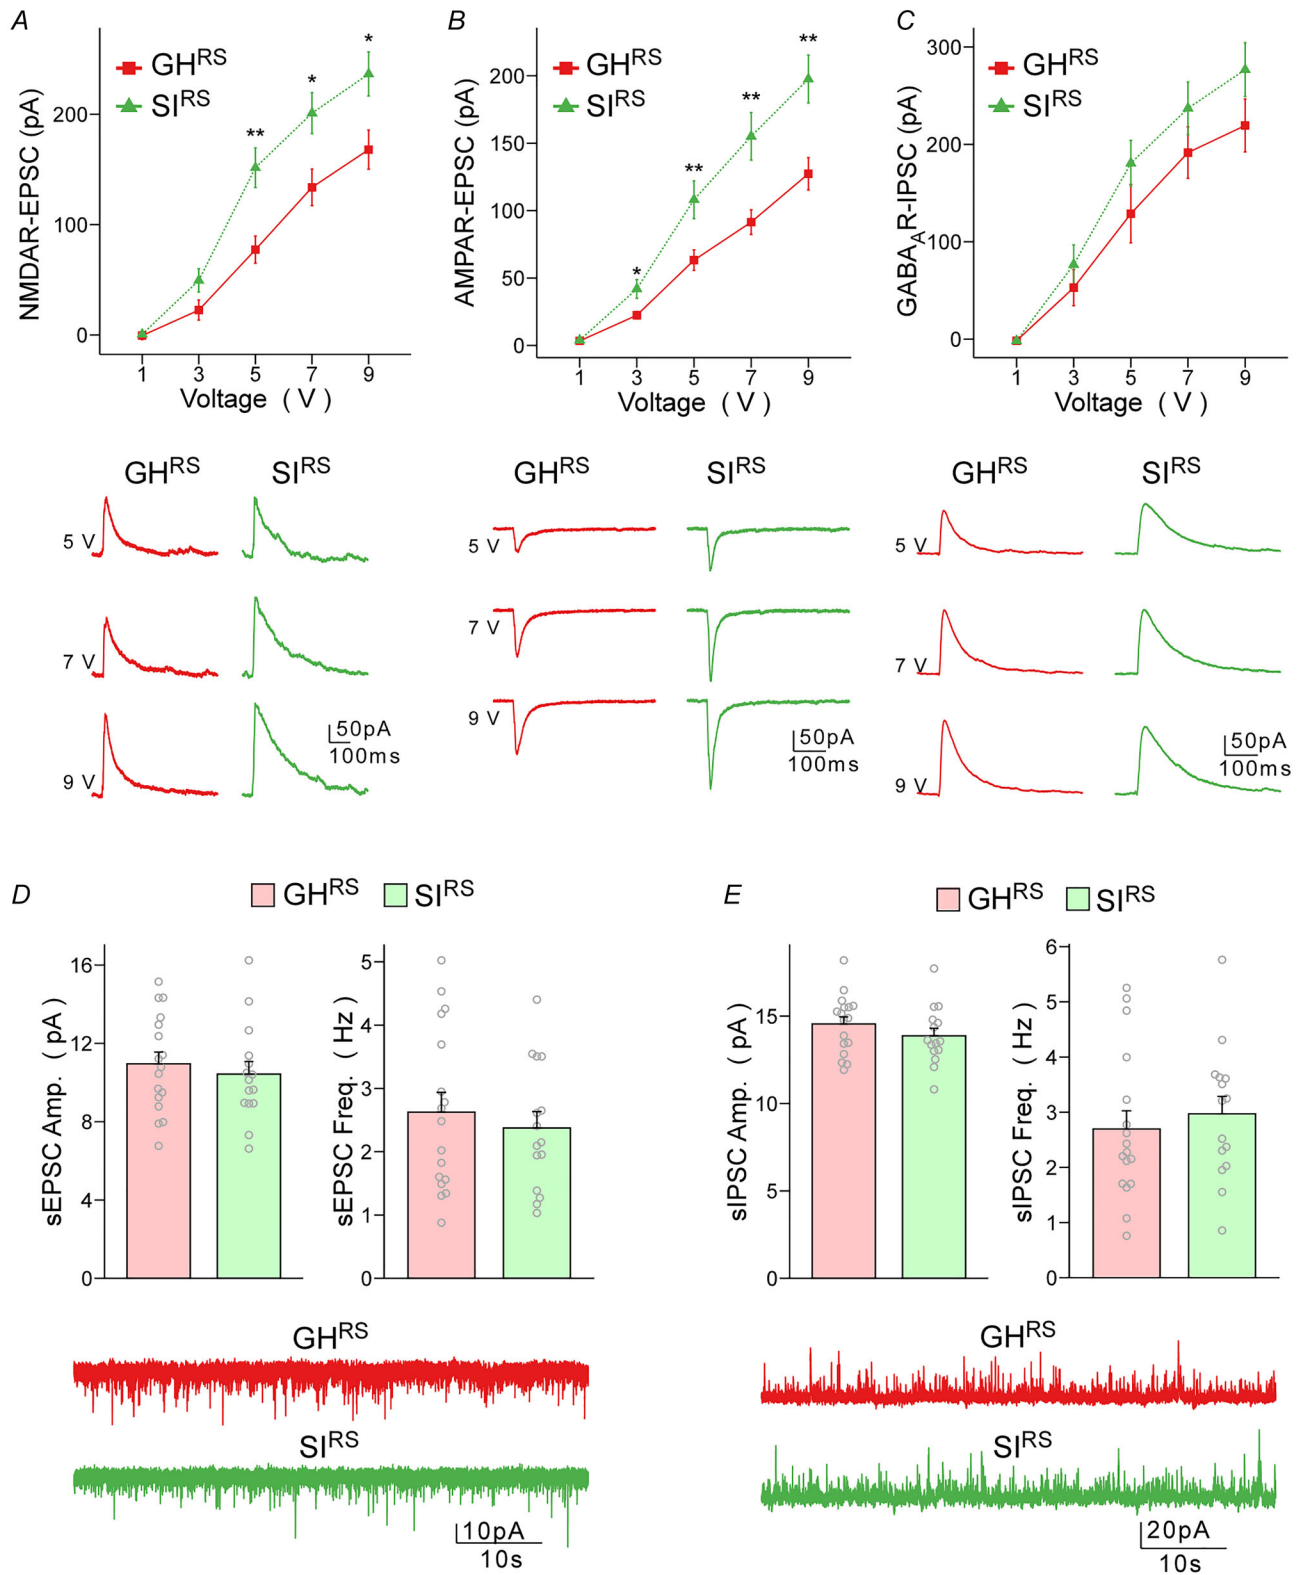 A
NMDAR-EPSC (pA)
GH^RS
SI^RS
200
100
0
**
*
*
1 3 5 7 9
Voltage ( V )
B
AMPAR-EPSC (pA)
GH^RS
SI^RS
200
150
100
50
0
*
**
**
**
1 3 5 7 9
Voltage ( V )
C
GABA_AR-IPSC (pA)
GH^RS
SI^RS
300
200
100
0
1 3 5 7 9
Voltage ( V )
GH^RS SI^RS
5 V
7 V
9 V
50pA
100ms
GH^RS SI^RS
5 V
7 V
9 V
50pA
100ms
GH^RS SI^RS
5 V
7 V
9 V
50pA
100ms
D
GH^RS SI^RS
sEPSC Amp. ( pA )
16
12
8
4
0
sEPSC Freq. ( Hz )
5
4
3
2
1
0
GH^RS
SI^RS
10pA
10s
E
GH^RS SI^RS
sIPSC Amp. ( pA )
15
10
5
0
sIPSC Freq. ( Hz )
6
5
4
3
2
1
0
GH^RS
SI^RS
20pA
10s